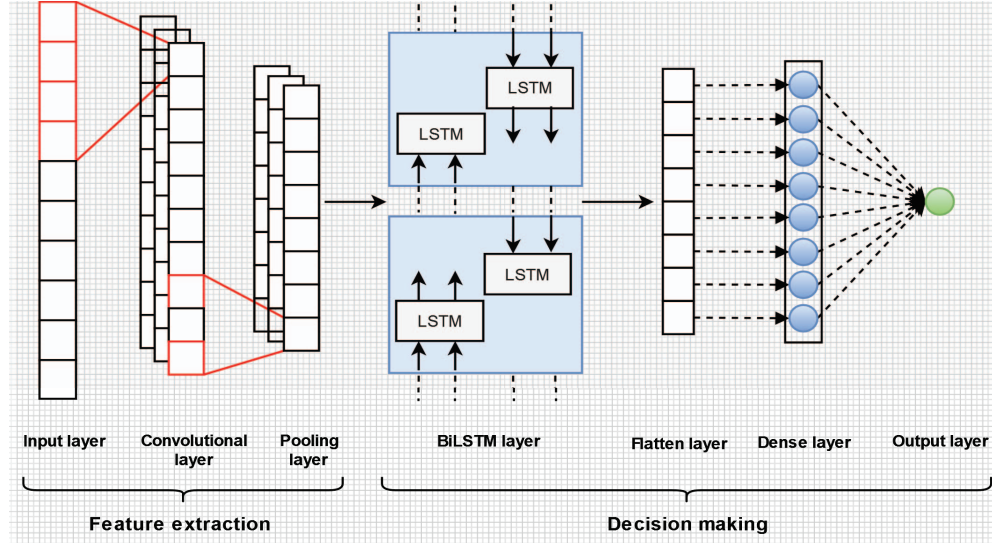 LSTM
LSTM
LSTM
LSTM
Input layer
Convolutional
layer
Pooling
layer
BiLSTM layer
Flatten layer
Dense layer
Output layer
Feature extraction
Decision making